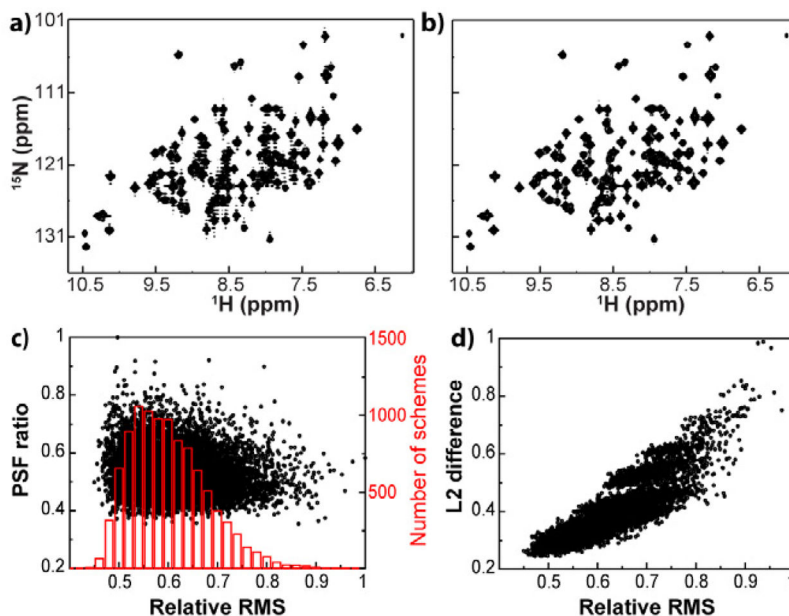 a)
101
111
121
131
¹⁵N (ppm)
10.5 9.5 8.5 7.5 6.5
¹H (ppm)
b)
10.5 9.5 8.5 7.5 6.5
¹H (ppm)
c)
1
0.8
0.6
0.4
0.2
PSF ratio
0.5 0.6 0.7 0.8 0.9 1
Relative RMS
1500
1000
500
Number of schemes
d)
1
0.8
0.6
0.4
0.2
L2 difference
0.5 0.6 0.7 0.8 0.9 1
Relative RMS